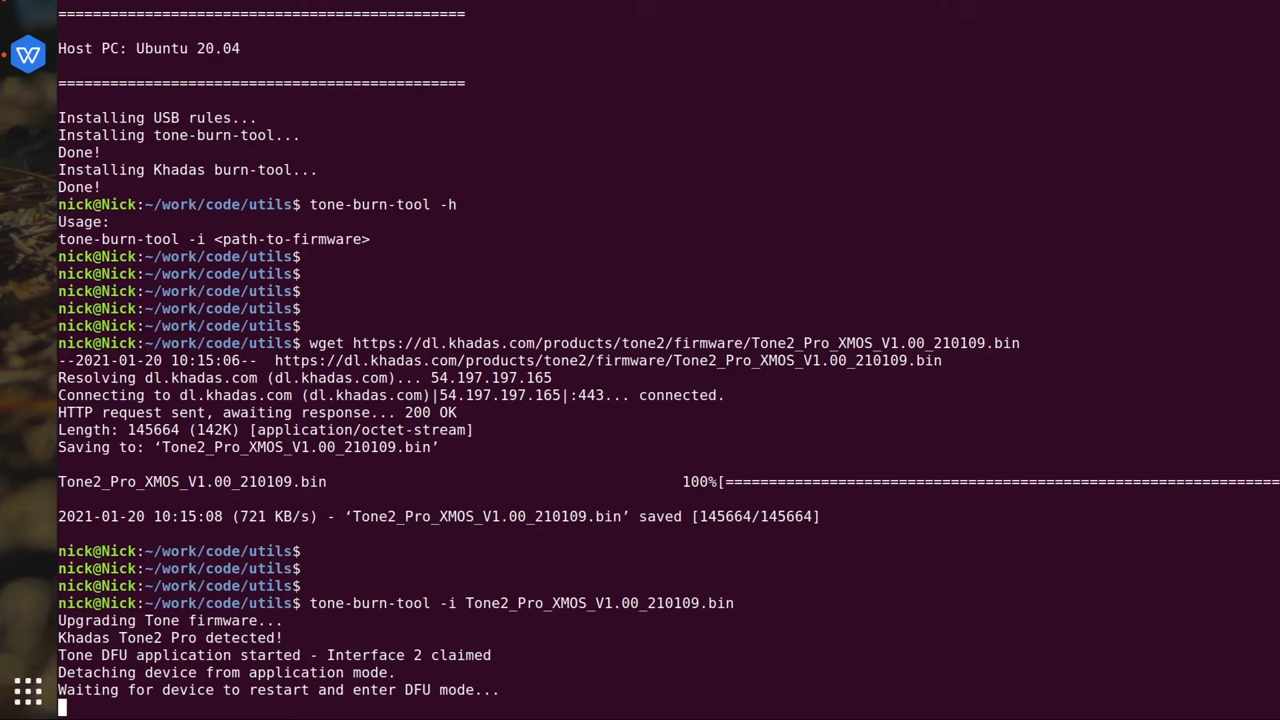 ===============================================
Host PC: Ubuntu 20.04
===============================================
Installing USB rules...
Installing tone-burn-tool...
Done!
Installing Khadas burn-tool...
Done!
nick@Nick:~/work/code/utils$ tone-burn-tool -h
Usage:
tone-burn-tool -i <path-to-firmware>
nick@Nick:~/work/code/utils$
nick@Nick:~/work/code/utils$
nick@Nick:~/work/code/utils$
nick@Nick:~/work/code/utils$
nick@Nick:~/work/code/utils$
nick@Nick:~/work/code/utils$ wget https://dl.khadas.com/products/tone2/firmware/Tone2_Pro_XMOS_V1.00_210109.bin
--2021-01-20 10:15:06--  https://dl.khadas.com/products/tone2/firmware/Tone2_Pro_XMOS_V1.00_210109.bin
Resolving dl.khadas.com (dl.khadas.com)... 54.197.197.165
Connecting to dl.khadas.com (dl.khadas.com)|54.197.197.165|:443... connected.
HTTP request sent, awaiting response... 200 OK
Length: 145664 (142K) [application/octet-stream]
Saving to: ‘Tone2_Pro_XMOS_V1.00_210109.bin’
Tone2_Pro_XMOS_V1.00_210109.bin 100%[================================================================
2021-01-20 10:15:08 (721 KB/s) - ‘Tone2_Pro_XMOS_V1.00_210109.bin’ saved [145664/145664]
nick@Nick:~/work/code/utils$
nick@Nick:~/work/code/utils$
nick@Nick:~/work/code/utils$
nick@Nick:~/work/code/utils$ tone-burn-tool -i Tone2_Pro_XMOS_V1.00_210109.bin
Upgrading Tone firmware...
Khadas Tone2 Pro detected!
Tone DFU application started - Interface 2 claimed
Detaching device from application mode.
Waiting for device to restart and enter DFU mode...